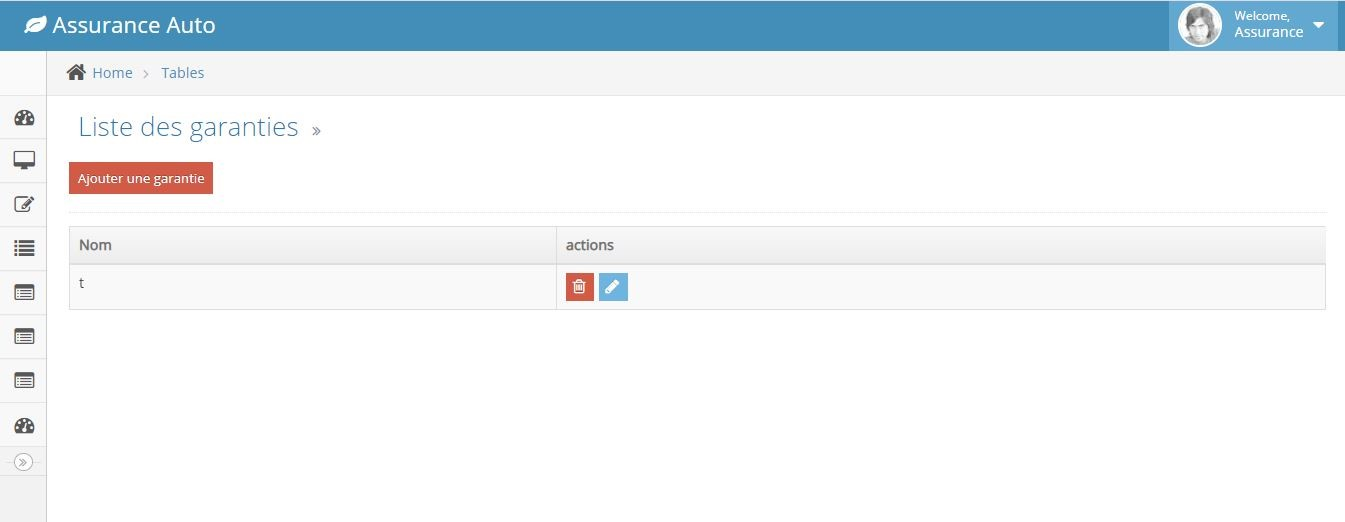 Assurance Auto
Welcome,
Assurance
Home
Tables
Liste des garanties »
Ajouter une garantie
Nom
actions
t